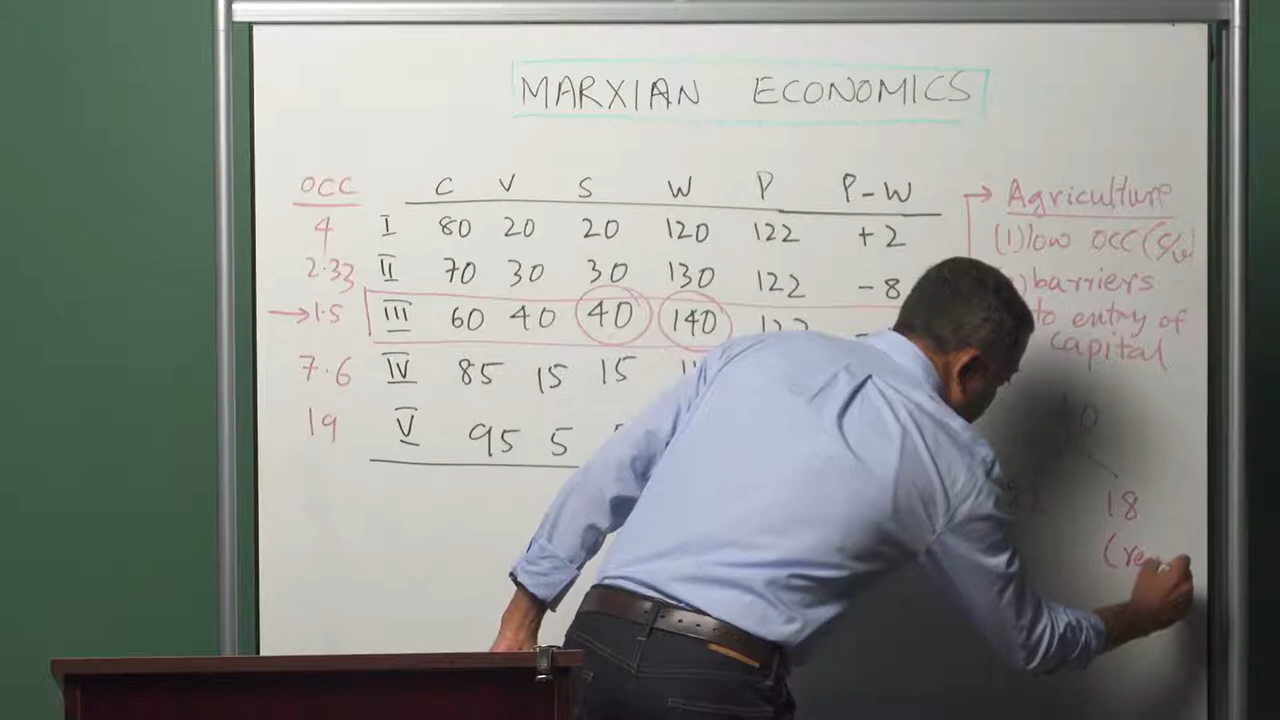 MARXIAN ECONOMICS
OCC C V S W P P-W
4 I 80 20 20 120 122 +2
2.33 II 70 30 30 130 122 -8
→1.5 III 60 40 40 140 122
7.6 IV 85 15 15
19 V 95 5
→ Agriculture
(1) low OCC (C/V)
barriers
to entry of
capital
18